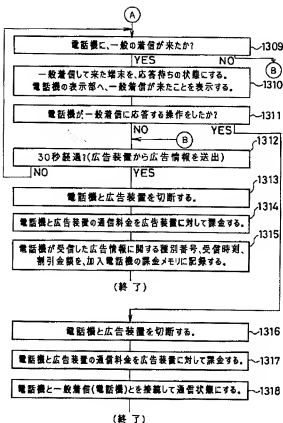 A
電話機に、一般の着信が来たか?
1309
YES
NO
B
一般着信して来た端末を、応答待ちの状態にする。
電話機の表示部へ、一般着信が来たことを表示する。
1310
電話機が一般着信に応答する操作をしたか?
1311
NO
YES
B
1312
30秒経過?(広告装置から広告情報を送出)
NO
YES
1313
電話機と広告装置を切断する。
1314
電話機と広告装置の通信料金を広告装置に対して課金する。
1315
電話機が受信した広告情報に関する種別番号、受信時刻、
割引金額を、加入電話機の課金メモリに記録する。
(終了)
電話機と広告装置を切断する。
1316
電話機と広告装置の通信料金を広告装置に対して課金する。
1317
電話機と一般着信(電話機)とを接続して通信状態にする。
1318
(終了)